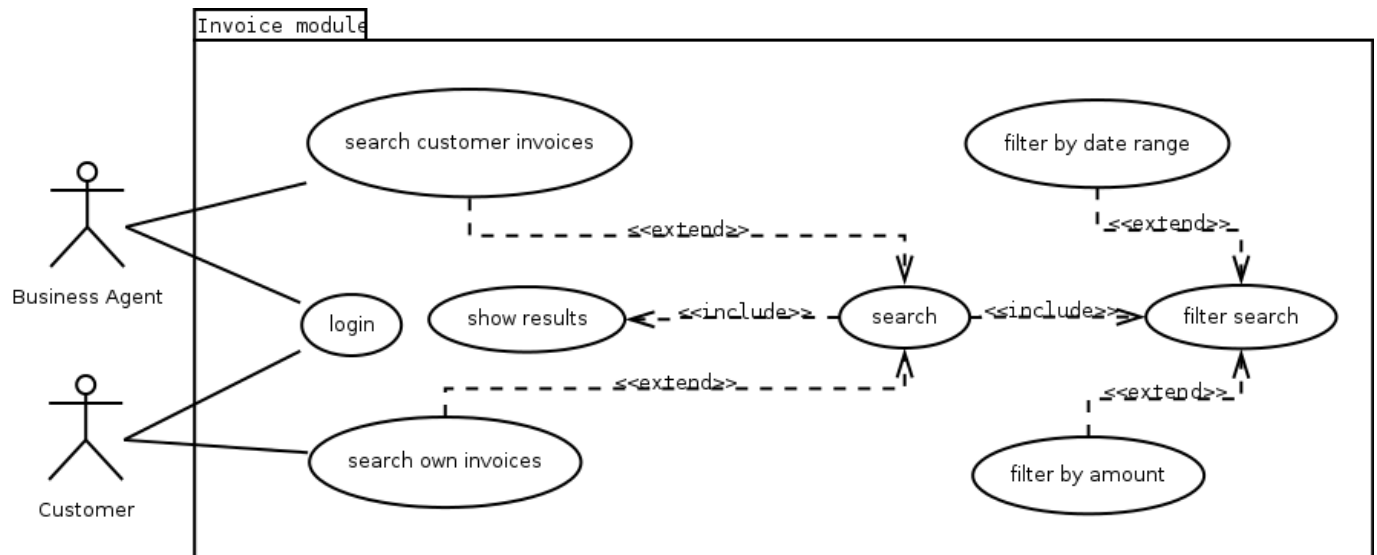 Invoice module
search customer invoices
filter by date range
<<extend>>
<<extend>>
Business Agent
login
show results
<<include>>
search
<<include>>
filter search
<<extend>>
<<extend>>
search own invoices
filter by amount
Customer